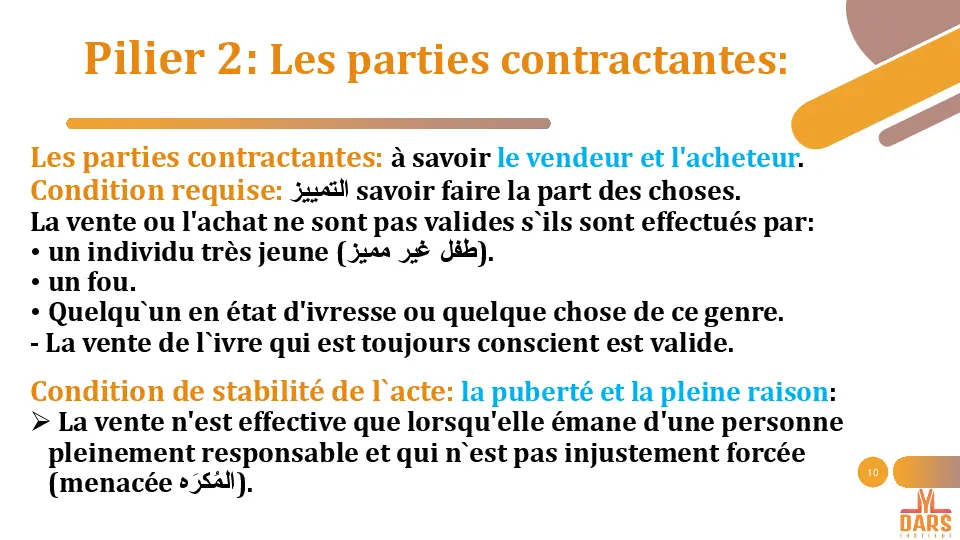 Pilier 2: Les parties contractantes:
Les parties contractantes: à savoir le vendeur et l'acheteur.
Condition requise: التمييز savoir faire la part des choses.
La vente ou l'achat ne sont pas valides s`ils sont effectués par:
• un individu très jeune (طفل غير مميز).
• un fou.
• Quelqu`un en état d'ivresse ou quelque chose de ce genre.
- La vente de l`ivre qui est toujours conscient est valide.
Condition de stabilité de l`acte: la puberté et la pleine raison:
➢ La vente n'est effective que lorsqu'elle émane d'une personne
pleinement responsable et qui n`est pas injustement forcée
(menacée المُكرَه).
10
DARS
INSTITUT